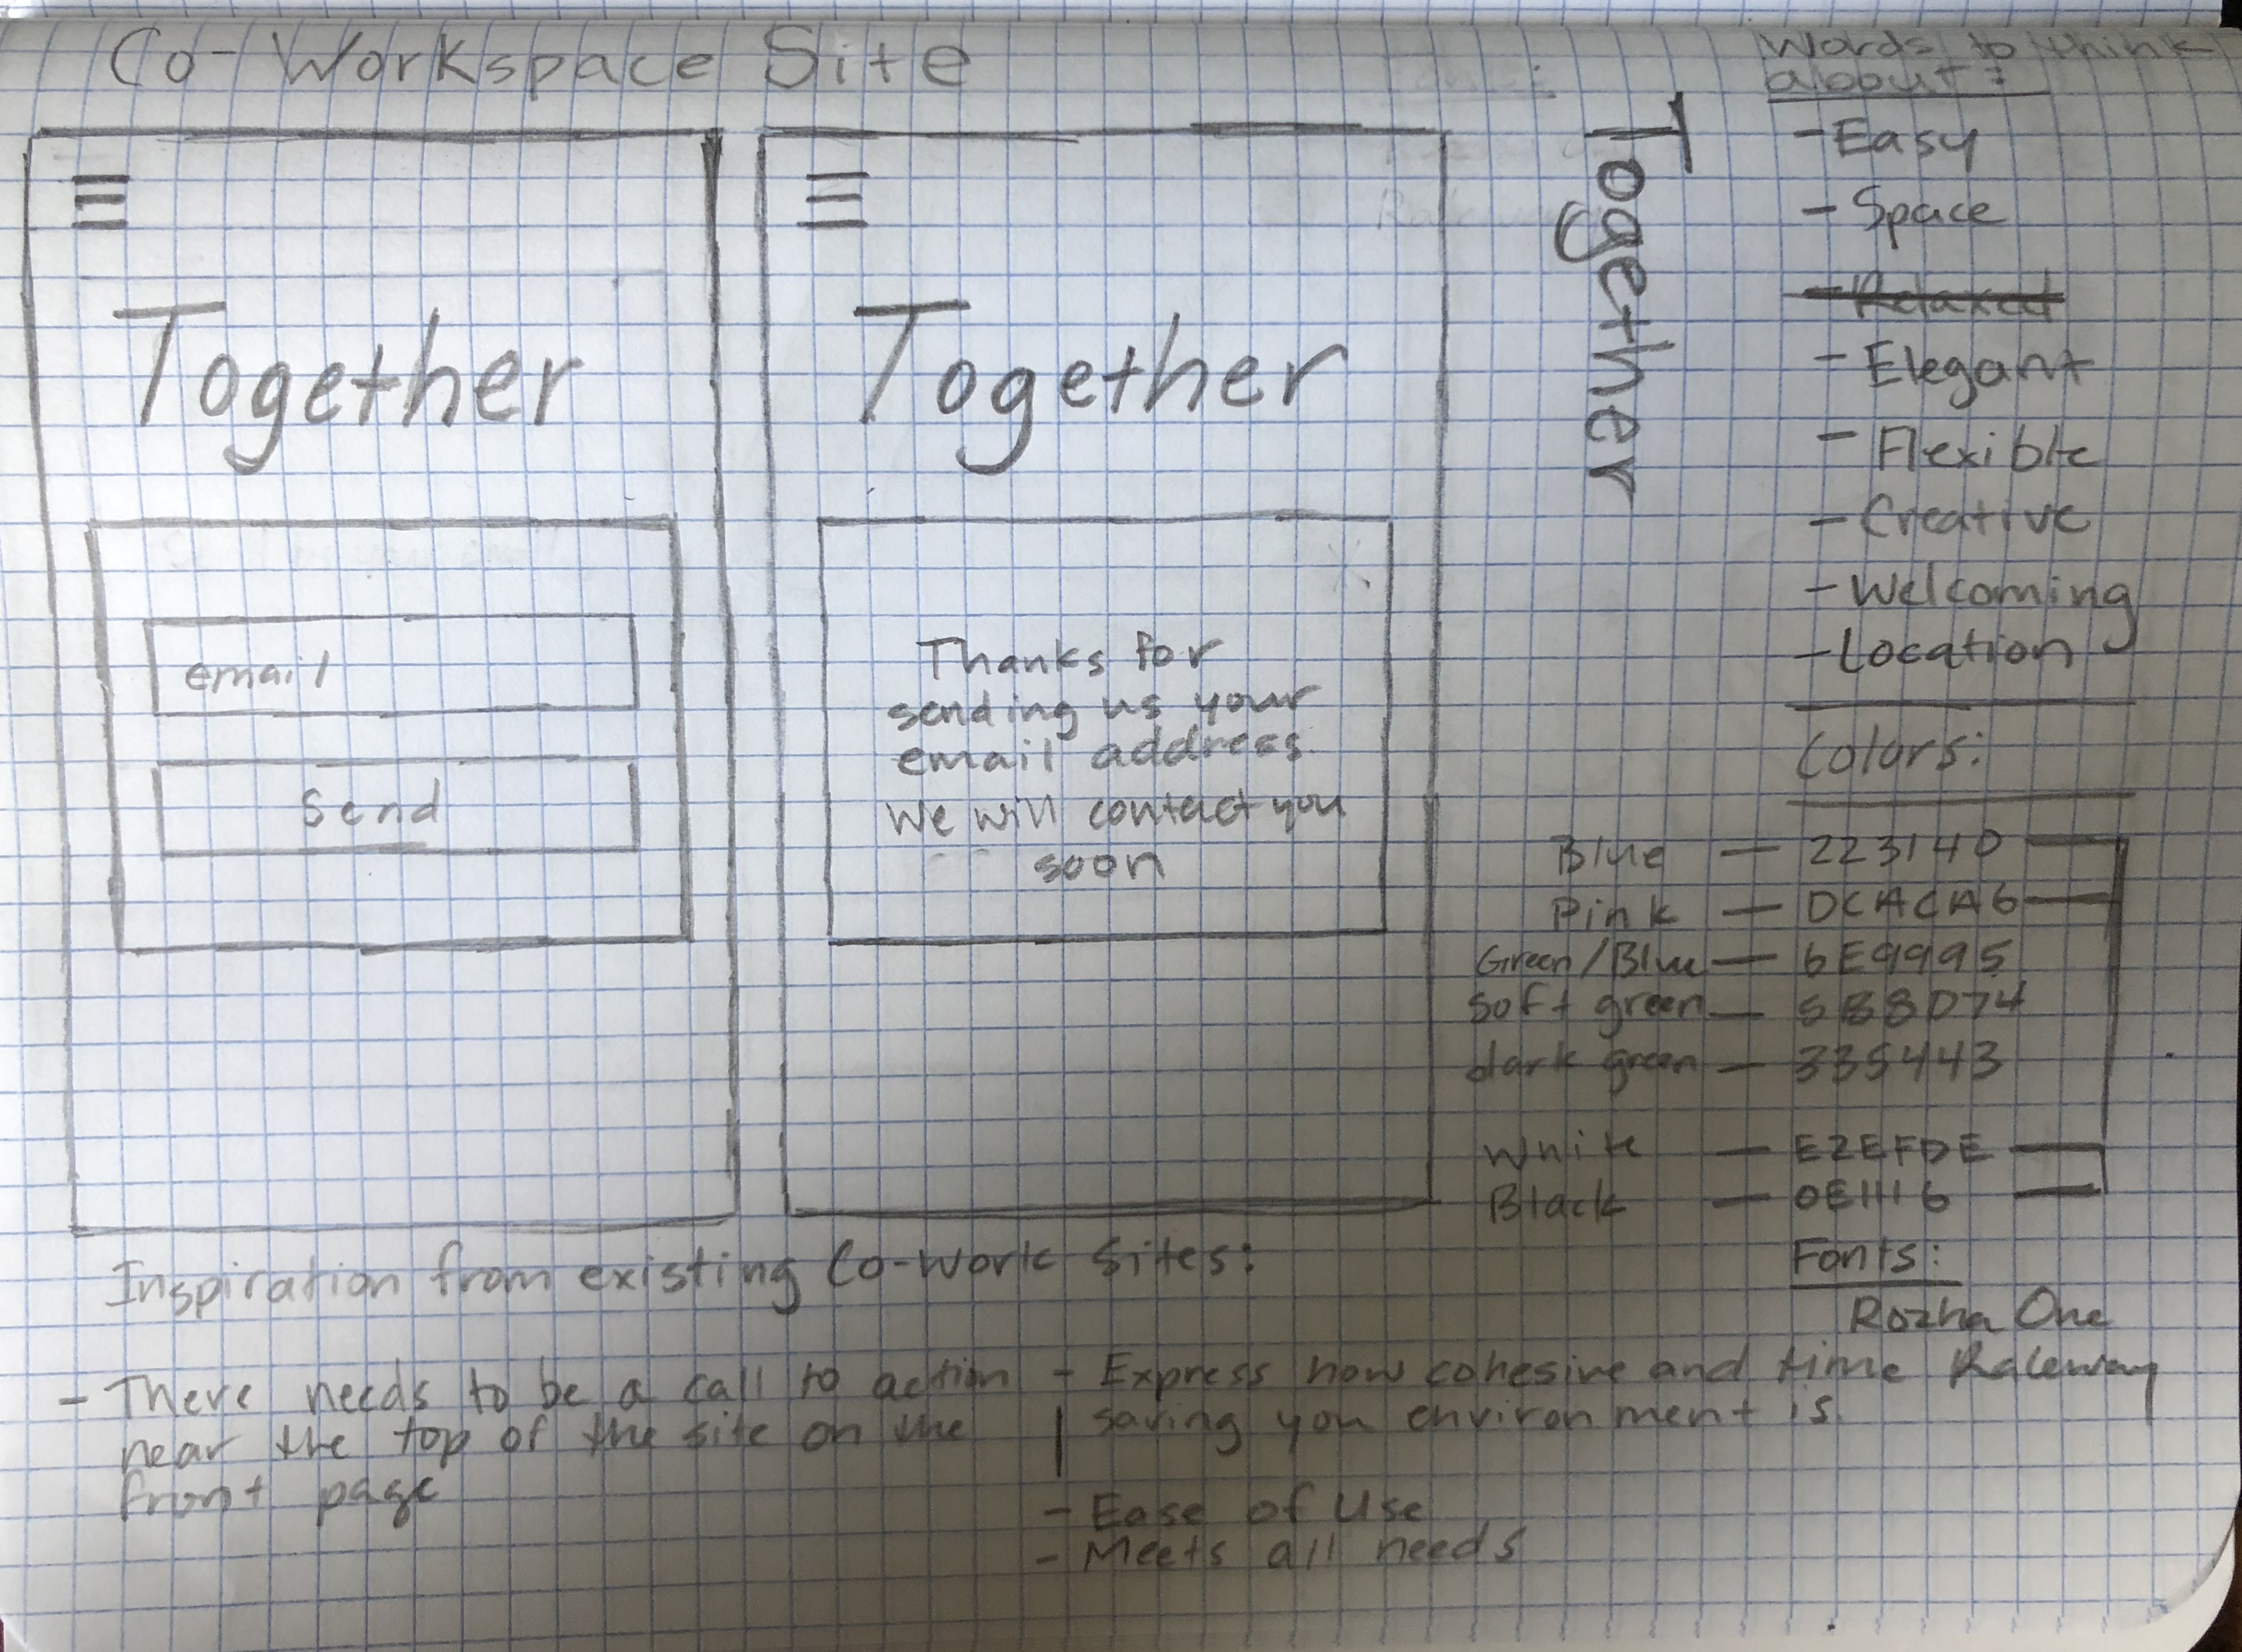 Co-Workspace Site
Together
email
Send
Together
Thanks for
sending us your
email address.
We will contact you
soon
Together
Words to think
about:
- Easy
- Space
- Relaxed
- Elegant
- Flexible
- Creative
- Welcoming
- Location
Colors:
Blue — 223140
Pink — DCACA6
Green/Blue — 6E9995
soft green — 5B8D74
dark green — 335443
White — E2EFDE
Black — 0E1116
Fonts:
Rozha One
Raleway
Inspiration from existing Co-Work Sites:
- There needs to be a call to action
near the top of the site on the
front page
- Express how cohesive and time
saving you environment is.
- Ease of Use
- Meets all needs